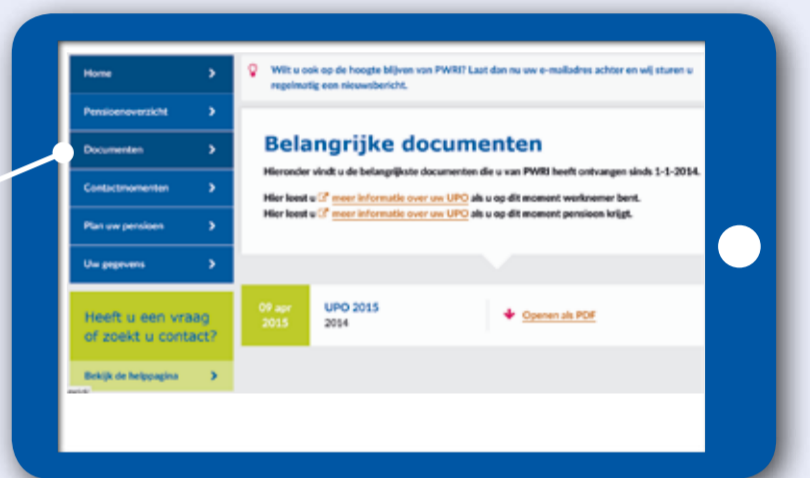 Home
Pensioenoverzicht
Documenten
Contactmomenten
Plan uw pensioen
Uw gegevens
Heeft u een vraag
of zoekt u contact?
Bekijk de helppagina
Wilt u ook op de hoogte blijven van PWRI? Laat dan nu uw e-mailadres achter en wij sturen u
regelmatig een nieuwsbericht.
Belangrijke documenten
Hieronder vindt u de belangrijkste documenten die u van PWRI heeft ontvangen sinds 1-1-2014.
Hier leest u meer informatie over uw UPO als u op dit moment werknemer bent.
Hier leest u meer informatie over uw UPO als u op dit moment pensioen krijgt.
09 apr
2015
UPO 2015
2014
Openen als PDF